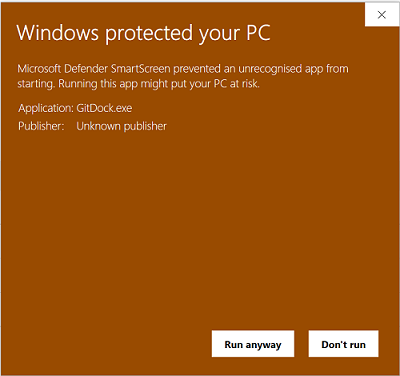 Windows protected your PC
Microsoft Defender SmartScreen prevented an unrecognised app from
starting. Running this app might put your PC at risk.
Application: GitDock.exe
Publisher: Unknown publisher
Run anyway Don't run